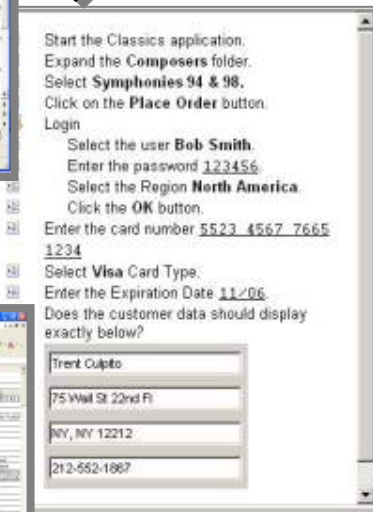 Start the Classics application.
Expand the Composers folder.
Select Symphonies 94 & 98.
Click on the Place Order button.
Login
Select the user Bob Smith.
Enter the password 123456
Select the Region North America.
Click the OK button.
Enter the card number 5523 4567 7665
1234
Select Visa Card Type.
Enter the Expiration Date 11/06.
Does the customer data should display
exactly below?
Trent Culpito
75 Wall St 22nd Fl
NY, NY 12212
212-552-1867